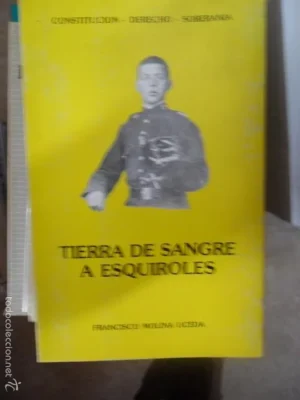 CONSTITUCION - DERECHO - SOBERANIA
TIERRA DE SANGRE
A ESQUIROLES
FRANCISCO MOLINA UCEDA
todocoleccion.net